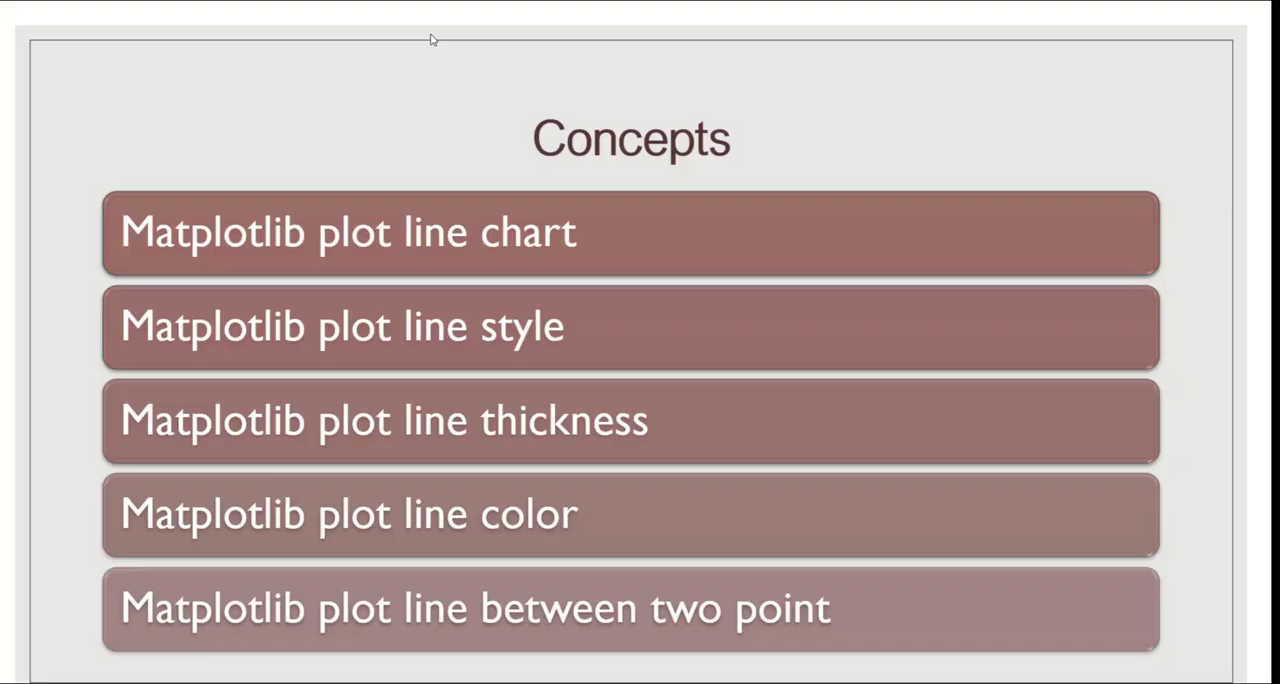 Concepts
Matplotlib plot line chart
Matplotlib plot line style
Matplotlib plot line thickness
Matplotlib plot line color
Matplotlib plot line between two point